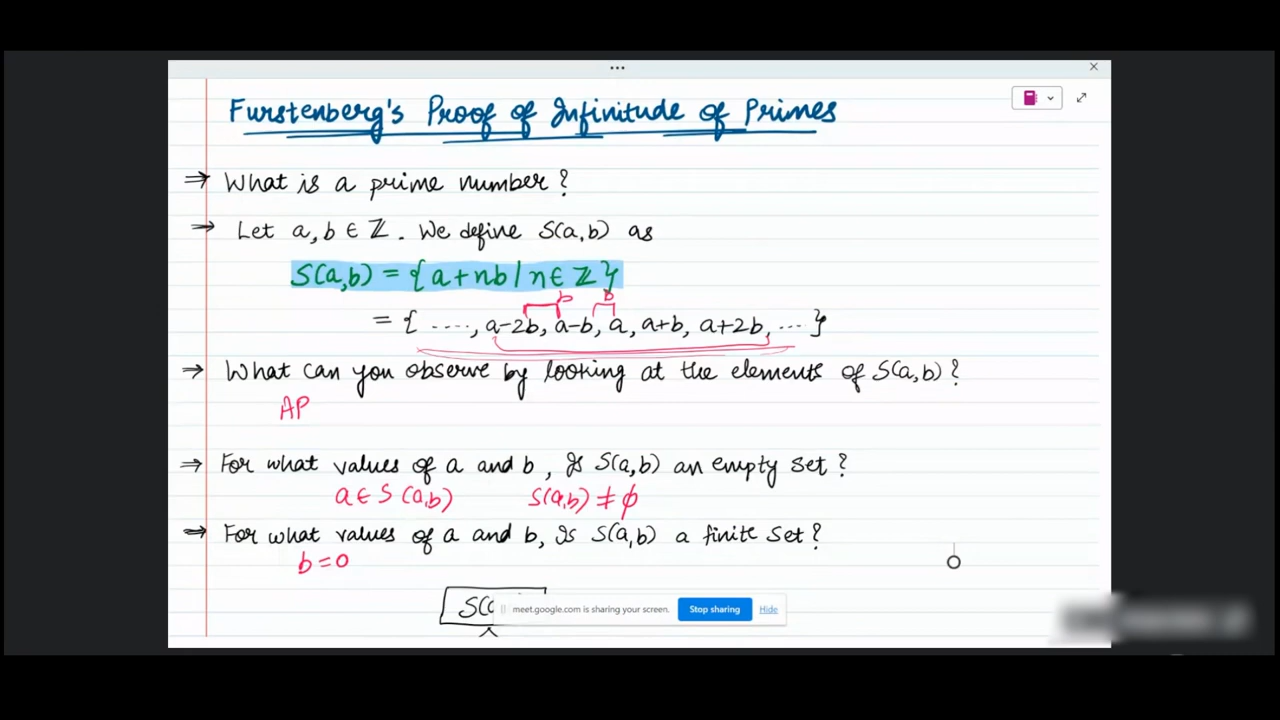 Furstenberg's Proof of Infinitude of Primes
⇒ What is a prime number?
⇒ Let a, b ∈ ℤ. We define S(a,b) as
S(a,b) = { a+nb / n ∈ ℤ }
b b
= { ...., a-2b, a-b, a, a+b, a+2b, ... }
⇒ What can you observe by looking at the elements of S(a,b)?
AP
⇒ For what values of a and b, Is S(a,b) an empty set?
a ∈ S(a,b) S(a,b) ≠ ϕ
⇒ For what values of a and b, Is S(a,b) a finite set?
b = 0
S(
meet.google.com is sharing your screen. Stop sharing Hide